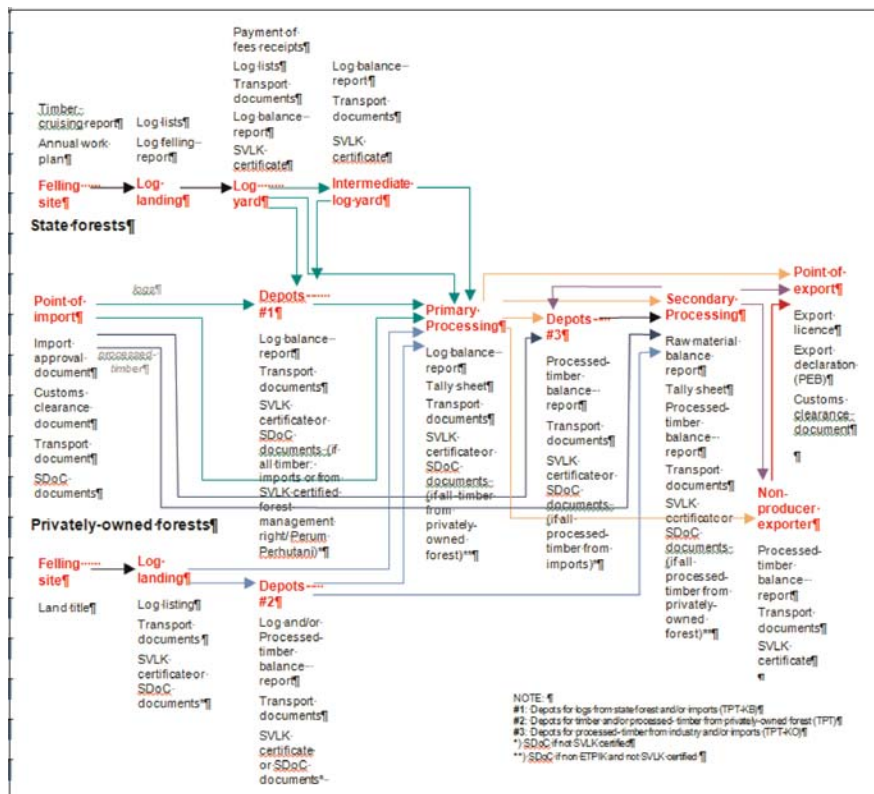 Payment of
fees receipts¶
Log lists¶
Transport
documents¶
Log balance
report¶
SVLK
certificate¶
Log balance
report¶
Transport
documents¶
SVLK
certificate¶
Timber
cruising report¶
Annual work
plan¶
Log lists¶
Log felling
report¶
Felling
site¶
Log
landing¶
Log
yard¶
Intermediate
log yard¶
State forests¶
Point of
import¶
logs¶
processed
timber¶
Import
approval
document¶
Customs
clearance
document¶
Transport
document¶
SDoC
documents¶
Depots
#1¶
Log balance
report¶
Transport
documents¶
SVLK
certificate or
SDoC
documents (if
all timber:
imports or from
SVLK certified
forest
management
right/ Perum
Perhutani)*¶
Primary
Processing¶
Log balance
report¶
Tally sheet¶
Transport
documents¶
SVLK
certificate or
SDoC
documents
(if all timber
from
privately-
owned
forest)**¶
Depots
#3¶
Processed
timber
balance
report¶
Transport
documents¶
SVLK
certificate or
SDoC
documents
(if all
processed
timber from
imports)*¶
Secondary
Processing¶
Raw material
balance
report¶
Tally sheet¶
Processed
timber
balance
report¶
Transport
documents¶
SVLK
certificate or
SDoC
documents
(if all
processed
timber from
privately-
owned
forest)**¶
Point of
export¶
Export
licence¶
Export
declaration
(PEB)¶
Customs
clearance
document¶
¶
Non-
producer
exporter¶
Processed
timber
balance
report¶
Transport
documents¶
SVLK
certificate¶
¶
Privately-owned forests¶
Felling
site¶
Land title¶
Log
landing¶
Log listing¶
Transport
documents¶
SVLK
certificate or
SDoC
documents*¶
Depots
#2¶
Log and/or
Processed
timber
balance
report¶
Transport
documents¶
SVLK
certificate
or SDoC
documents*
NOTE: ¶
#1: Depots for logs from state forest and/or imports (TPT-KB)¶
#2: Depots for timber and/or processed timber from privately-owned forest (TPT)¶
#3: Depots for processed timber from industry and/or imports (TPT-KO)¶
*) SDoC if not SVLK certified¶
**) SDoC if non ETPIK and not SVLK certified ¶